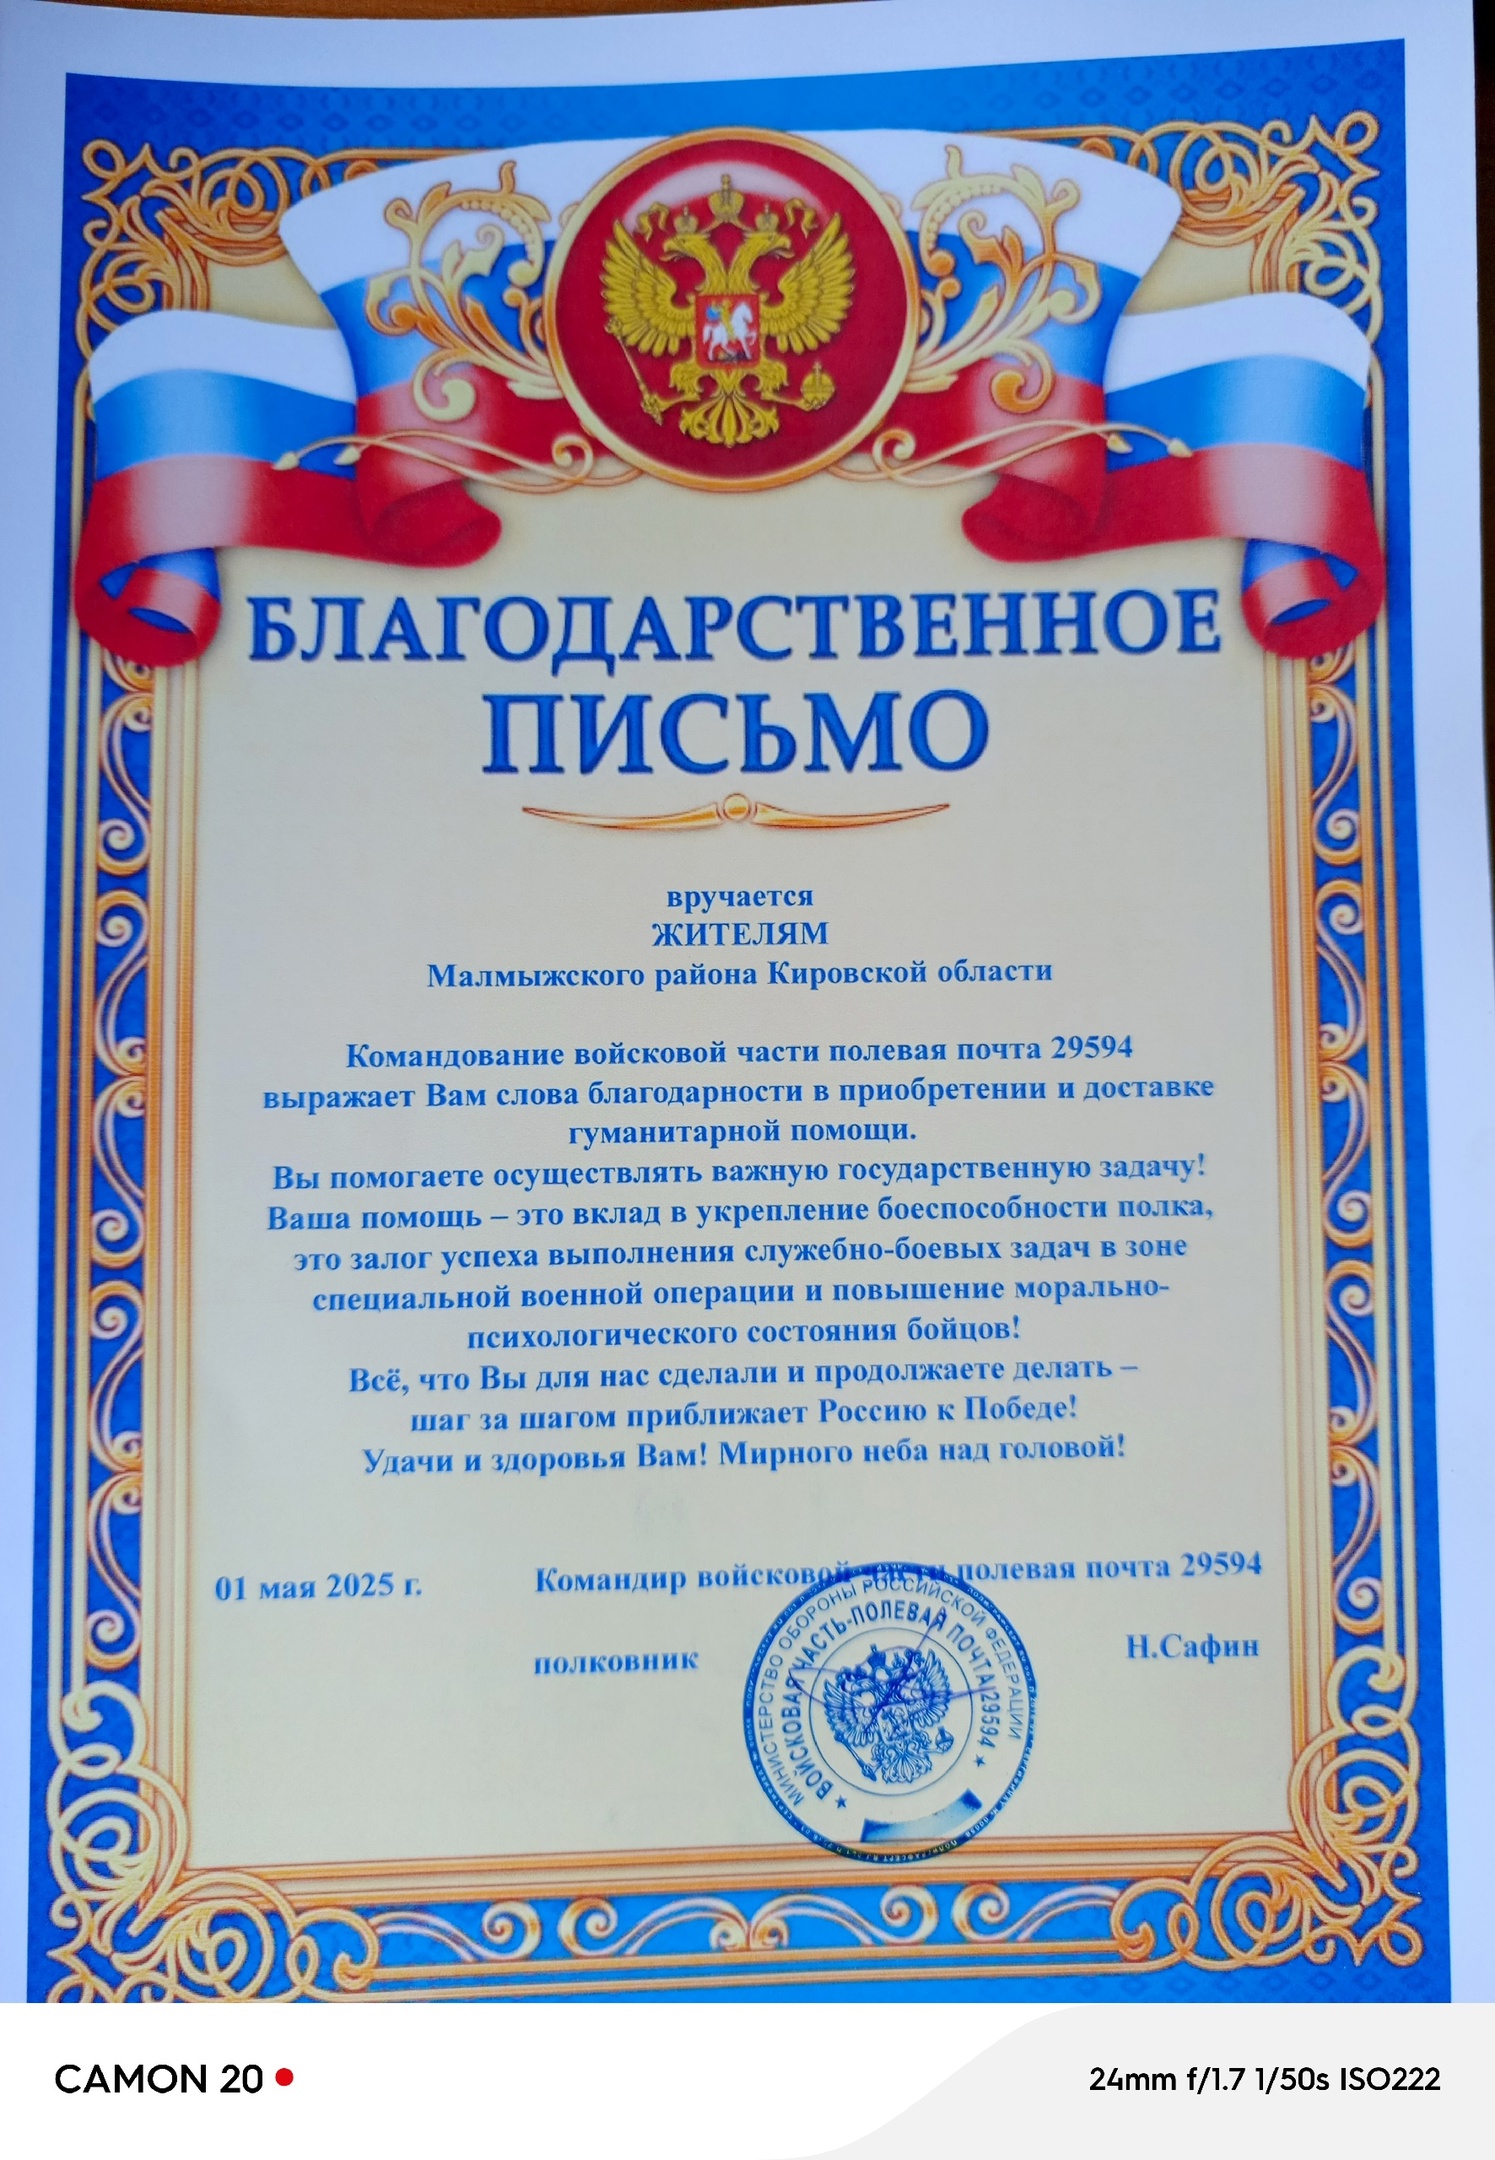 БЛАГОДАРСТВЕННОЕ
ПИСЬМО
вручается
ЖИТЕЛЯМ
Малмыжского района Кировской области
Командование войсковой части полевая почта 29594
выражает Вам слова благодарности в приобретении и доставке
гуманитарной помощи.
Вы помогаете осуществлять важную государственную задачу!
Ваша помощь – это вклад в укрепление боеспособности полка,
это залог успеха выполнения служебно-боевых задач в зоне
специальной военной операции и повышение морально-
психологического состояния бойцов!
Всё, что Вы для нас сделали и продолжаете делать –
шаг за шагом приближает Россию к Победе!
Удачи и здоровья Вам! Мирного неба над головой!
01 мая 2025 г.
Командир войсковой части полевая почта 29594
полковник
Н.Сафин
МИНИСТЕРСТВО ОБОРОНЫ РОССИЙСКОЙ ФЕДЕРАЦИИ
ВОЙСКОВАЯ ЧАСТЬ-ПОЛЕВАЯ ПОЧТА 29594
CAMON 20
24mm f/1.7 1/50s ISO222